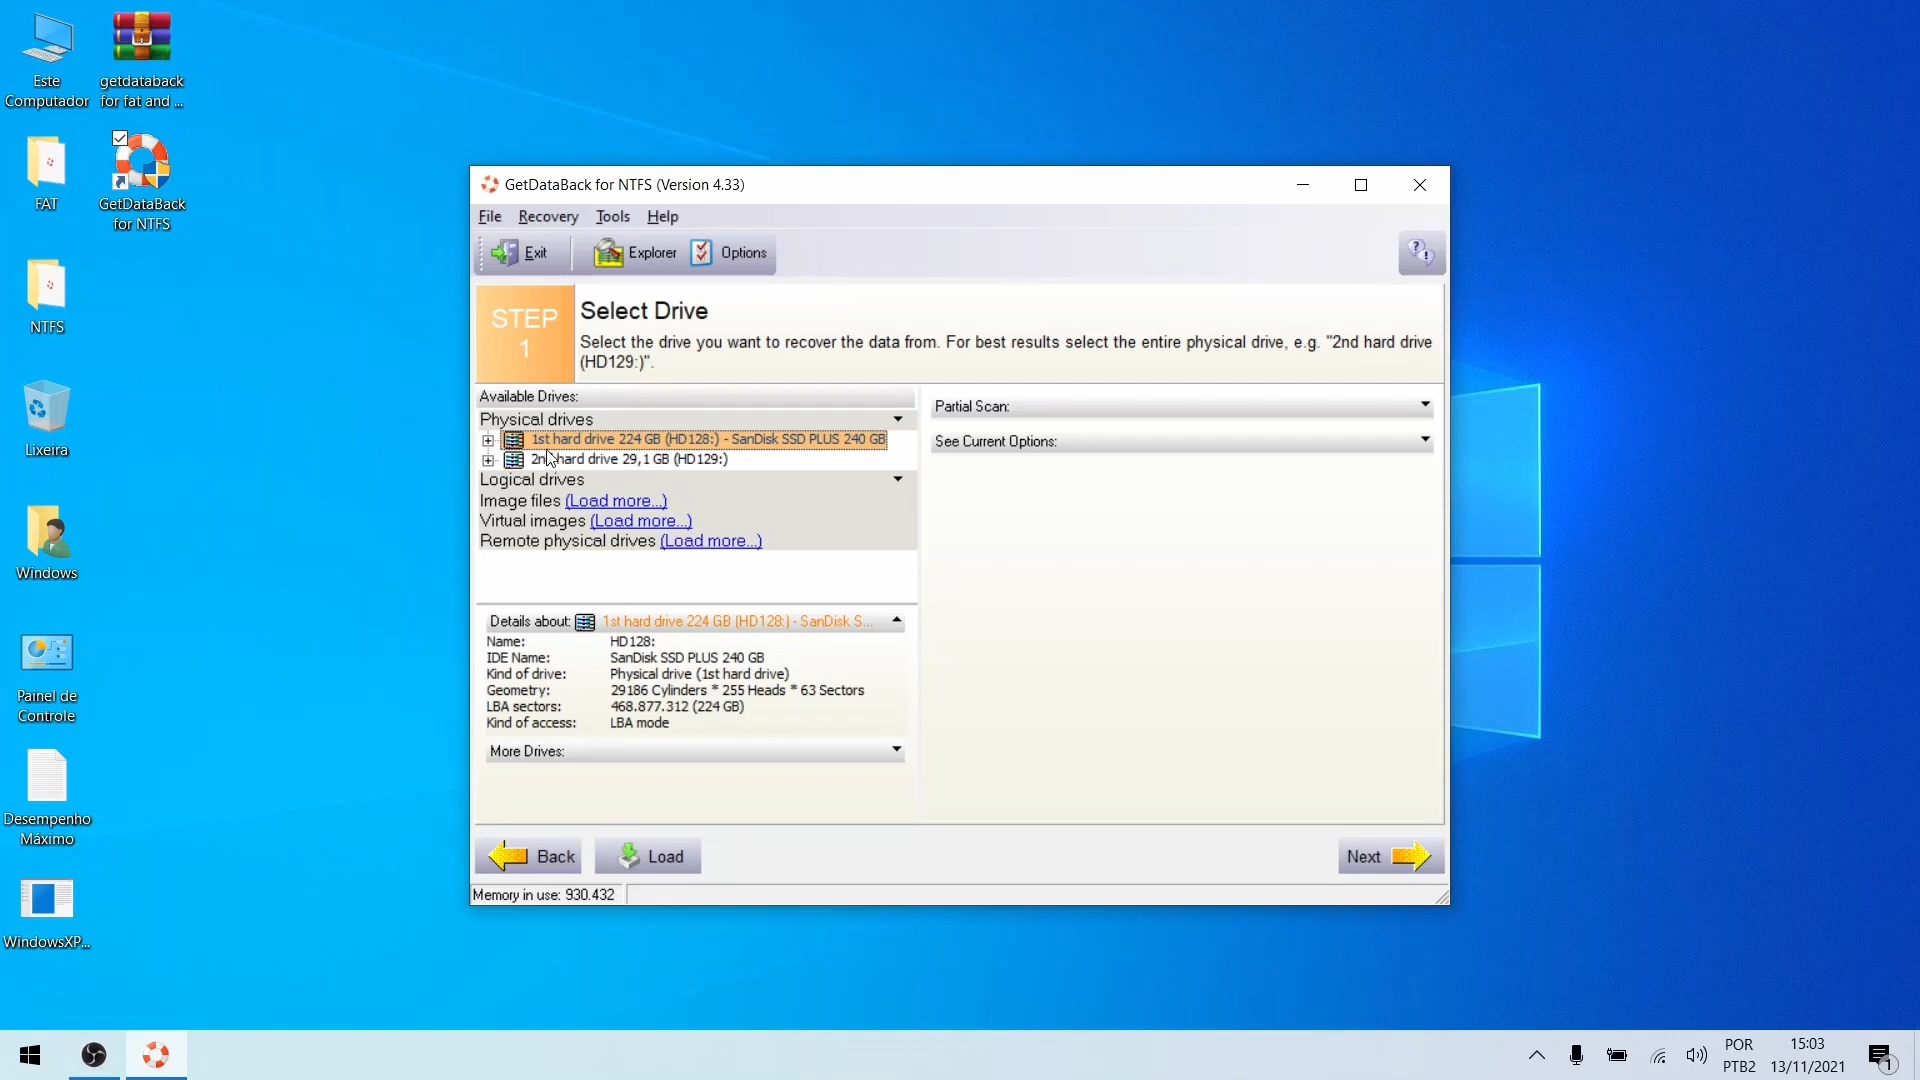 Este
Computador
getdataback
for fat and ...
FAT
GetDataBack
for NTFS
NTFS
Lixeira
Windows
Painel de
Controle
Desempenho
Máximo
WindowsXP...
GetDataBack for NTFS (Version 4.33)
File Recovery Tools Help
Exit Explorer Options
STEP
1
Select Drive
Select the drive you want to recover the data from. For best results select the entire physical drive, e.g. "2nd hard drive
(HD129:)".
Available Drives:
Physical drives
1st hard drive 224 GB (HD128:) - SanDisk SSD PLUS 240 GB
2nd hard drive 29,1 GB (HD129:)
Logical drives
Image files (Load more...)
Virtual images (Load more...)
Remote physical drives (Load more...)
Partial Scan:
See Current Options:
Details about: 1st hard drive 224 GB (HD128:) - SanDisk S...
Name: HD128:
IDE Name: SanDisk SSD PLUS 240 GB
Kind of drive: Physical drive (1st hard drive)
Geometry: 29186 Cylinders * 255 Heads * 63 Sectors
LBA sectors: 468.877.312 (224 GB)
Kind of access: LBA mode
More Drives:
Back Load Next
Memory in use: 930.432
POR
PTB2
15:03
13/11/2021
1